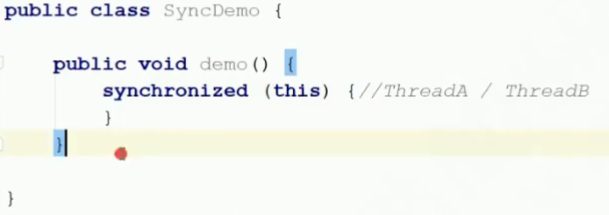 public class SyncDemo {
public void demo() {
synchronized (this) {//ThreadA / ThreadB
}
}
}